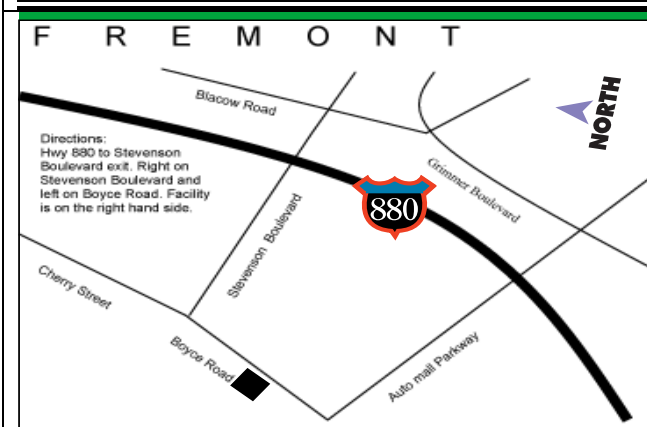 F R E M O N T
Blacow Road
NORTH
Directions:
Hwy 880 to Stevenson
Boulevard exit. Right on
Stevenson Boulevard and
left on Boyce Road. Facility
is on the right hand side.
Grimmer Boulevard
880
Stevenson Boulevard
Cherry Street
Boyce Road
Auto mall Parkway